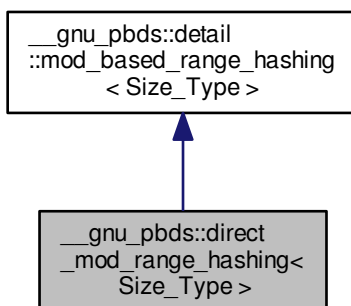 __gnu_pbds::detail
::mod_based_range_hashing
< Size_Type >
__gnu_pbds::direct
_mod_range_hashing<
Size_Type >